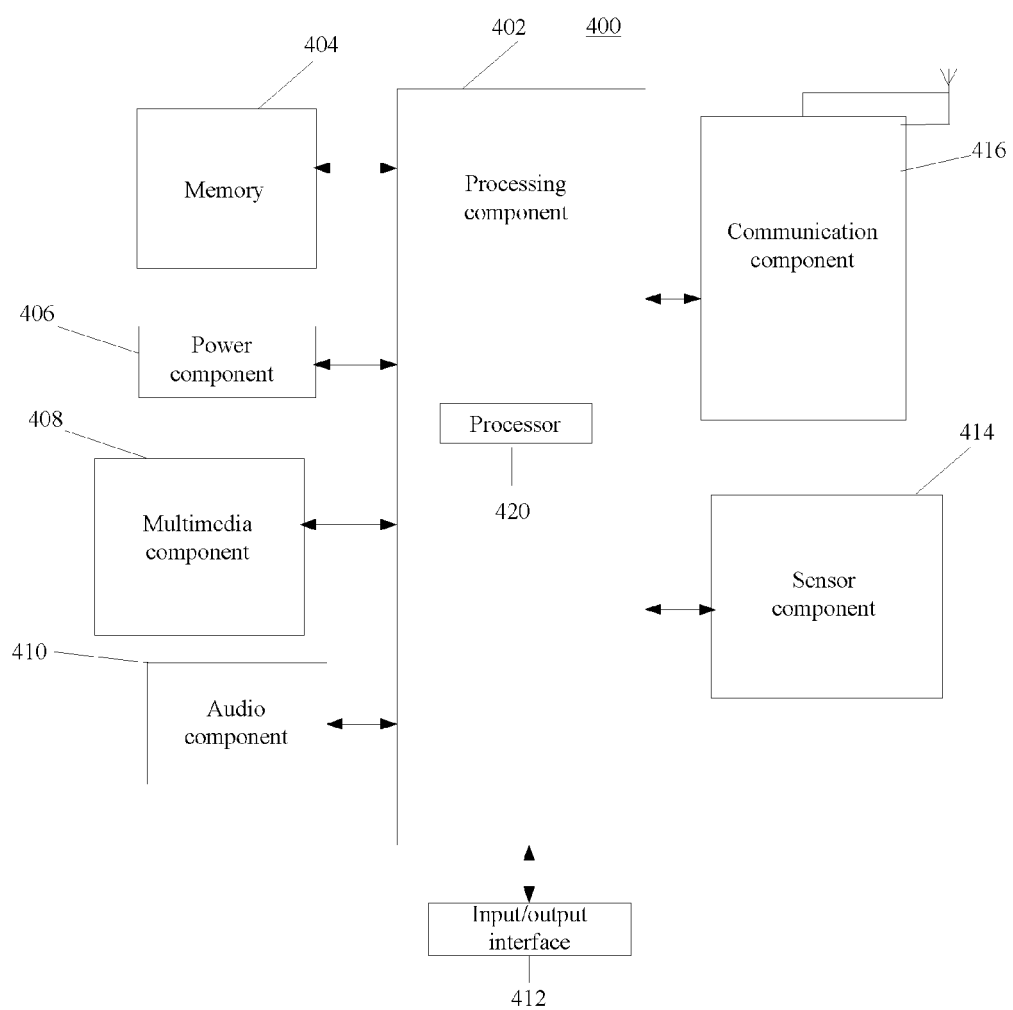 402
400
404
416
Memory
Processing
component
Communication
component
406
Power
component
408
Processor
414
420
Multimedia
component
Sensor
component
410
Audio
component
Input/output
interface
412